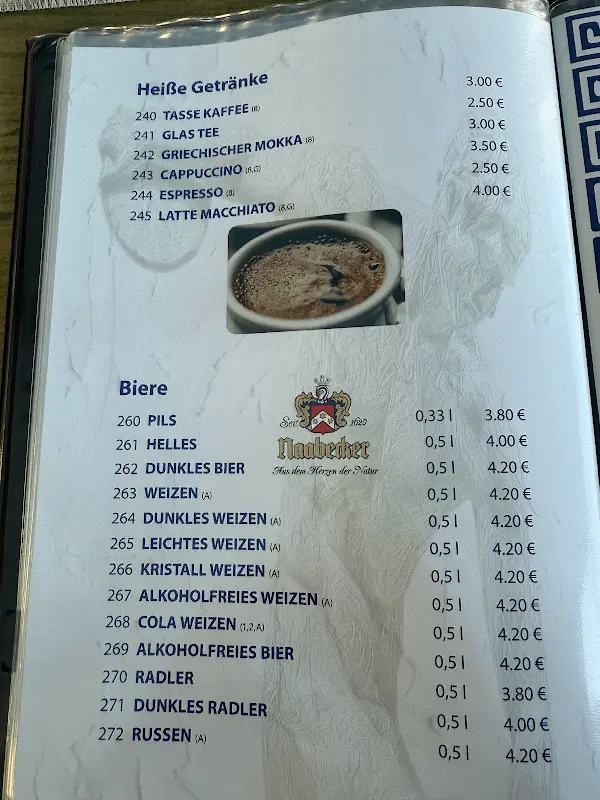 Heiße Getränke
240 TASSE KAFFEE (8) 3.00 €
241 GLAS TEE 2.50 €
242 GRIECHISCHER MOKKA (8) 3.00 €
243 CAPPUCCINO (8,G) 3.50 €
244 ESPRESSO (8) 2.50 €
245 LATTE MACCHIATO (8,G) 4.00 €
Biere
Seit 1620
Naabecker
Aus dem Herzen der Natur
260 PILS 0,33 l 3.80 €
261 HELLES 0,5 l 4.00 €
262 DUNKLES BIER 0,5 l 4.20 €
263 WEIZEN (A) 0,5 l 4.20 €
264 DUNKLES WEIZEN (A) 0,5 l 4.20 €
265 LEICHTES WEIZEN (A) 0,5 l 4.20 €
266 KRISTALL WEIZEN (A) 0,5 l 4.20 €
267 ALKOHOLFREIES WEIZEN (A) 0,5 l 4.20 €
268 COLA WEIZEN (1,2,A) 0,5 l 4.20 €
269 ALKOHOLFREIES BIER 0,5 l 4.20 €
270 RADLER 0,5 l 3.80 €
271 DUNKLES RADLER 0,5 l 4.00 €
272 RUSSEN (A) 0,5 l 4.20 €